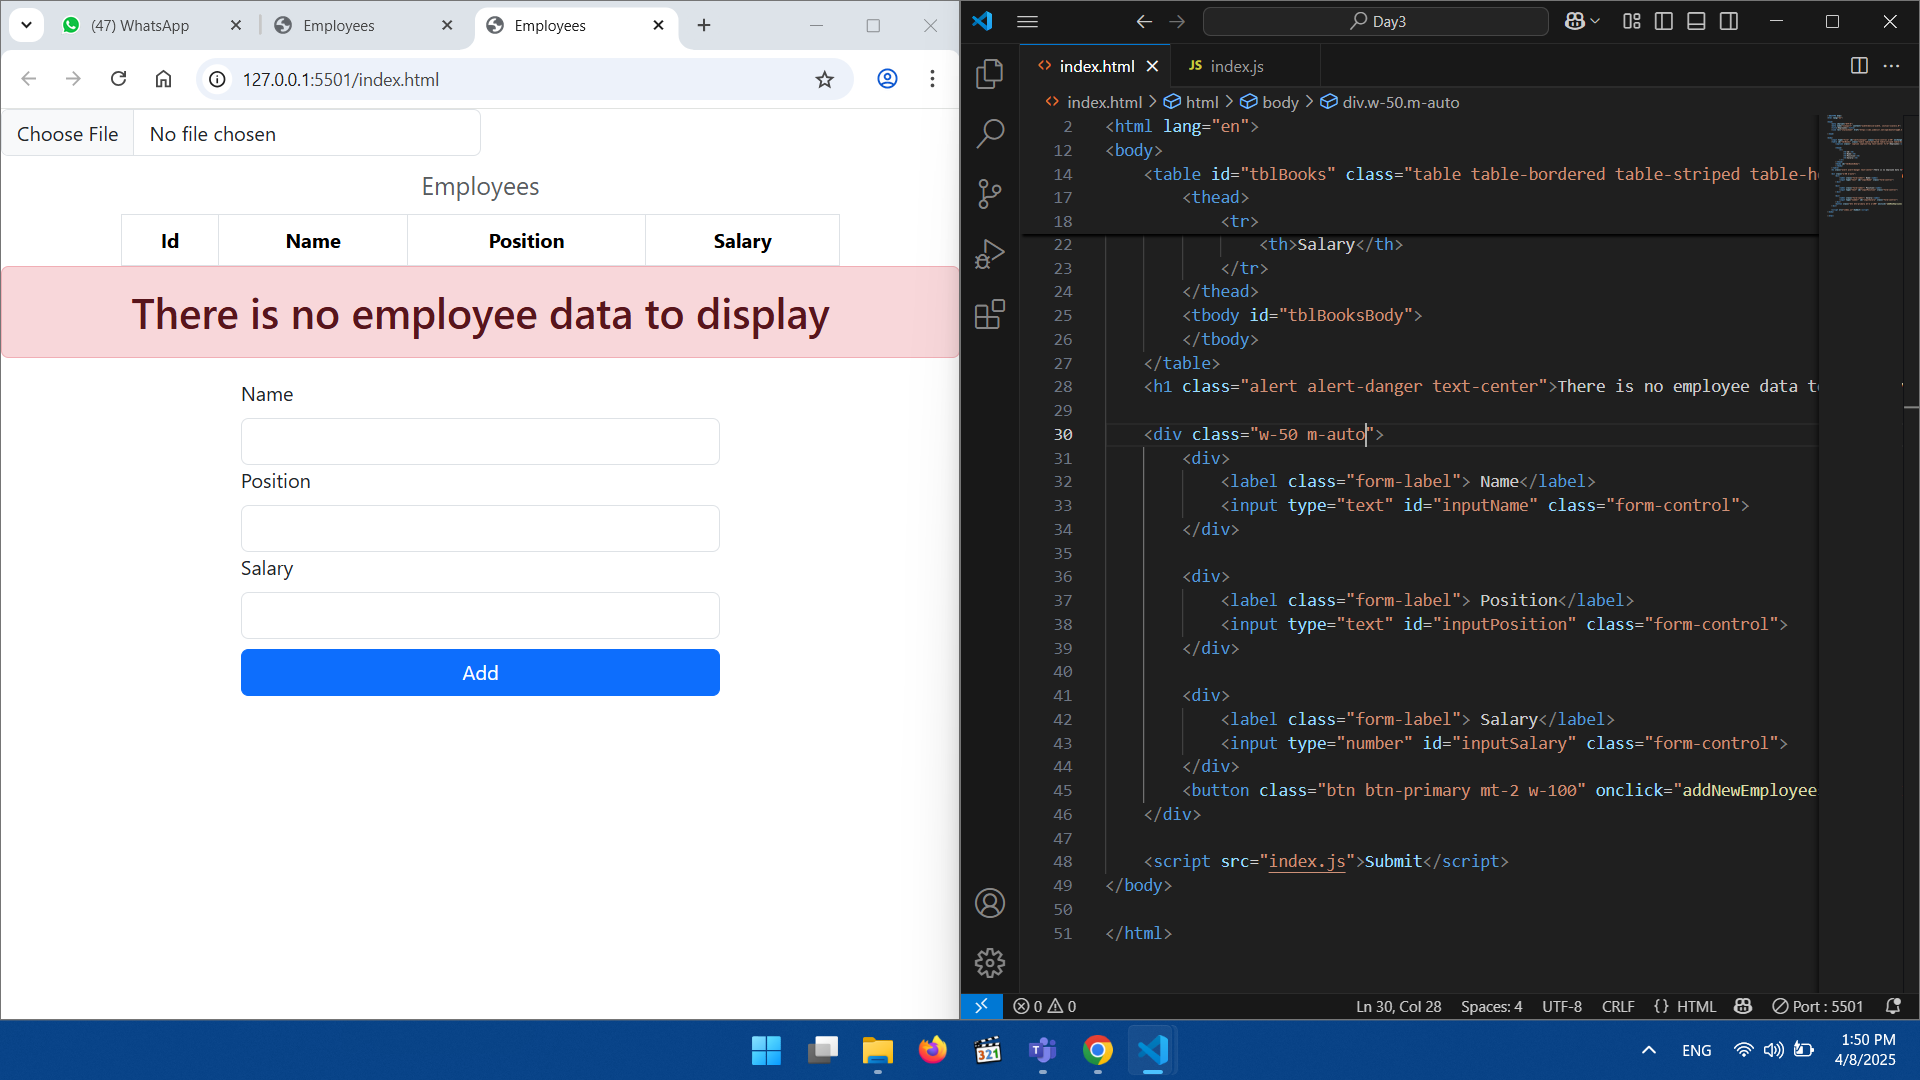 (47) WhatsApp
Employees
Employees
127.0.0.1:5501/index.html
Choose File No file chosen
Employees
Id Name Position Salary
There is no employee data to display
Name
Position
Salary
Add
Day3
index.html
JS index.js
index.html > html > body > div.w-50.m-auto
2 <html lang="en">
12 <body>
14 <table id="tblBooks" class="table table-bordered table-striped table-h
17 <thead>
18 <tr>
22 <th>Salary</th>
23 </tr>
24 </thead>
25 <tbody id="tblBooksBody">
26 </tbody>
27 </table>
28 <h1 class="alert alert-danger text-center">There is no employee data t
29
30 <div class="w-50 m-auto">
31 <div>
32 <label class="form-label"> Name</label>
33 <input type="text" id="inputName" class="form-control">
34 </div>
35
36 <div>
37 <label class="form-label"> Position</label>
38 <input type="text" id="inputPosition" class="form-control">
39 </div>
40
41 <div>
42 <label class="form-label"> Salary</label>
43 <input type="number" id="inputSalary" class="form-control">
44 </div>
45 <button class="btn btn-primary mt-2 w-100" onclick="addNewEmployee
46 </div>
47
48 <script src="index.js">Submit</script>
49 </body>
50
51 </html>
0 0 Ln 30, Col 28 Spaces: 4 UTF-8 CRLF {} HTML Port : 5501
321
ENG
1:50 PM
4/8/2025